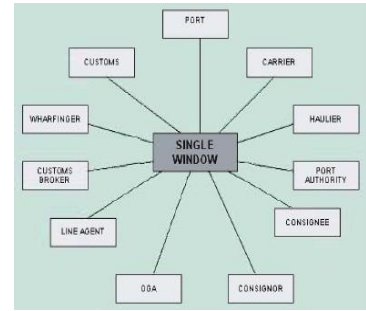 PORT
CUSTOMS
CARRIER
WHARFINGER
HAULIER
SINGLE
WINDOW
CUSTOMS
BROKER
PORT
AUTHORITY
CONSIGNEE
LINE AGENT
OGA
CONSIGNOR